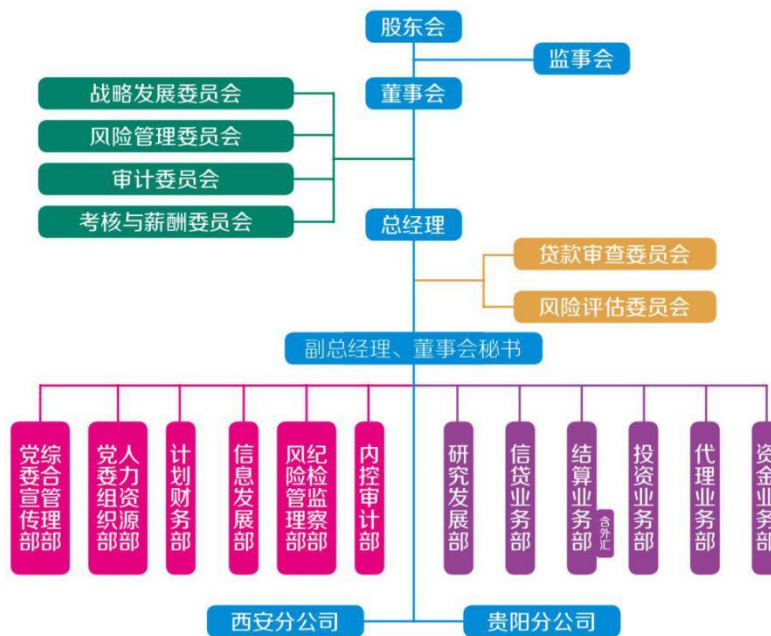 股东会
监事会
董事会
战略发展委员会
风险管理委员会
审计委员会
考核与薪酬委员会
总经理
贷款审查委员会
风险评估委员会
副总经理、董事会秘书
综合管理部
党委宣传部
人力资源部
党委组织部
计划财务部
信息发展部
纪检监察部
风险管理部
内控审计部
研究发展部
信贷业务部
结算业务部
含外汇
投资业务部
代理业务部
资金业务部
西安分公司
贵阳分公司